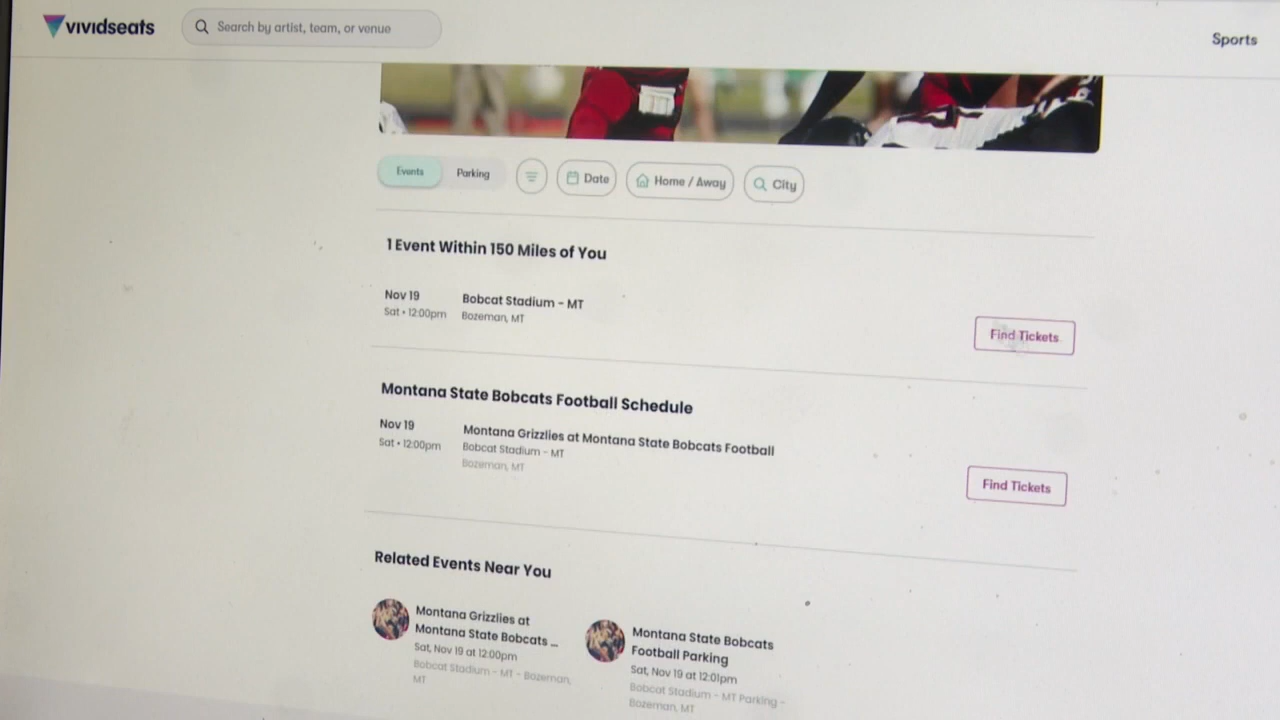 vividseats
Search by artist, team, or venue
Sports
Events
Parking
Date
Home / Away
City
1 Event Within 150 Miles of You
Nov 19
Sat • 12:00pm
Bobcat Stadium - MT
Bozeman, MT
Find Tickets
Montana State Bobcats Football Schedule
Nov 19
Sat • 12:00pm
Montana Grizzlies at Montana State Bobcats Football
Bobcat Stadium - MT
Bozeman, MT
Find Tickets
Related Events Near You
Montana Grizzlies at
Montana State Bobcats ...
Sat, Nov 19 at 12:00pm
Bobcat Stadium - MT - Bozeman,
MT
Montana State Bobcats
Football Parking
Sat, Nov 19 at 12:01pm
Bobcat Stadium - MT Parking -
Bozeman, MT